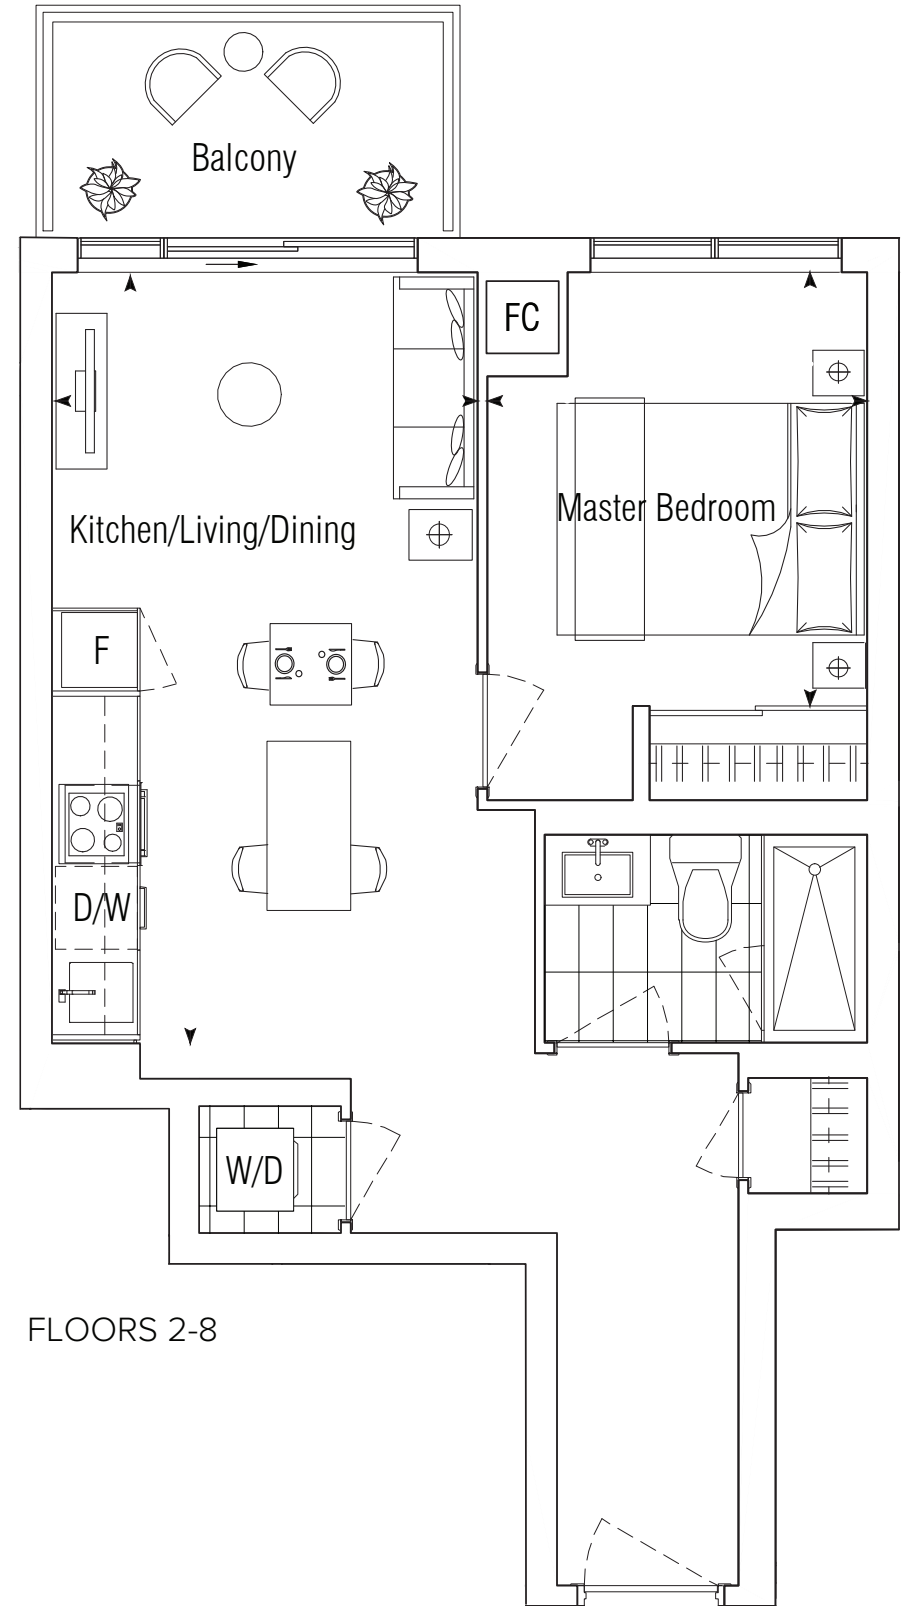 Balcony
FC
Master Bedroom
Kitchen/Living/Dining
F
D/W
W/D
FLOORS 2-8